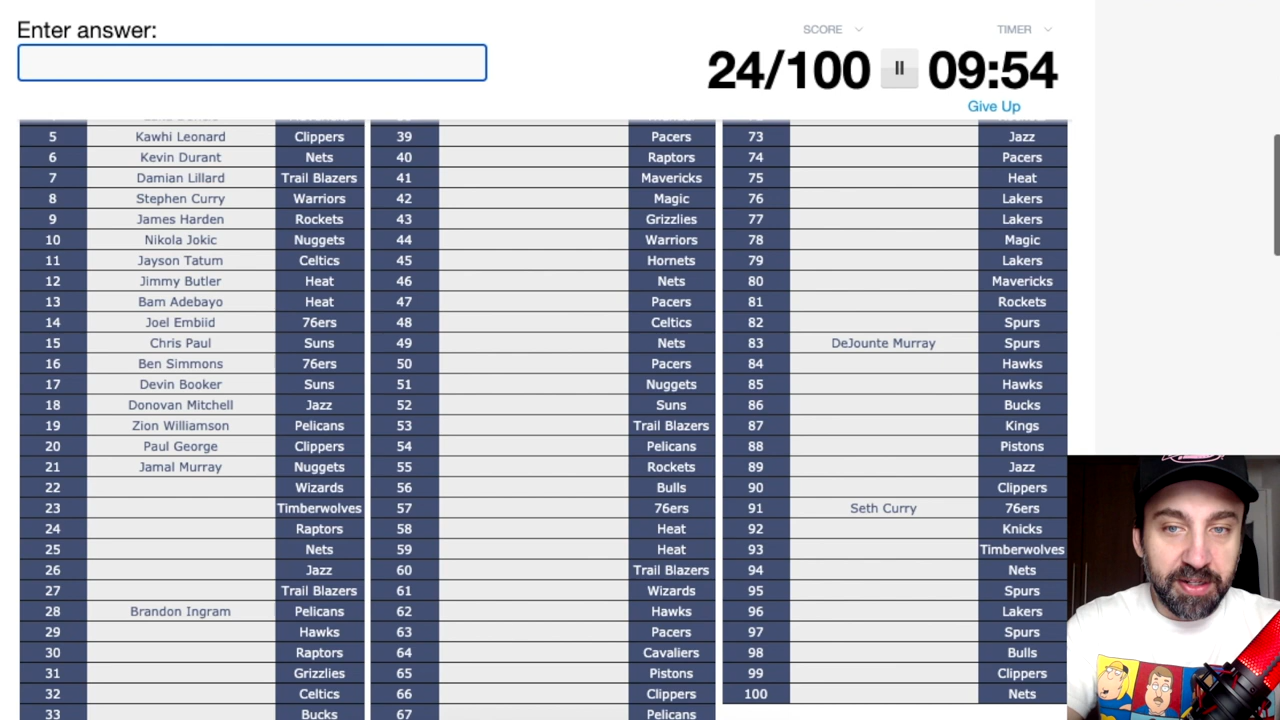 Enter answer:
SCORE
TIMER
24/100
09:54
Give Up
5 Kawhi Leonard Clippers
6 Kevin Durant Nets
7 Damian Lillard Trail Blazers
8 Stephen Curry Warriors
9 James Harden Rockets
10 Nikola Jokic Nuggets
11 Jayson Tatum Celtics
12 Jimmy Butler Heat
13 Bam Adebayo Heat
14 Joel Embiid 76ers
15 Chris Paul Suns
16 Ben Simmons 76ers
17 Devin Booker Suns
18 Donovan Mitchell Jazz
19 Zion Williamson Pelicans
20 Paul George Clippers
21 Jamal Murray Nuggets
22 Wizards
23 Timberwolves
24 Raptors
25 Nets
26 Jazz
27 Trail Blazers
28 Brandon Ingram Pelicans
29 Hawks
30 Raptors
31 Grizzlies
32 Celtics
33 Bucks
39 Pacers
40 Raptors
41 Mavericks
42 Magic
43 Grizzlies
44 Warriors
45 Hornets
46 Nets
47 Pacers
48 Celtics
49 Nets
50 Pacers
51 Nuggets
52 Suns
53 Trail Blazers
54 Pelicans
55 Rockets
56 Bulls
57 76ers
58 Heat
59 Heat
60 Trail Blazers
61 Wizards
62 Hawks
63 Pacers
64 Cavaliers
65 Pistons
66 Clippers
67 Pelicans
73 Jazz
74 Pacers
75 Heat
76 Lakers
77 Lakers
78 Magic
79 Lakers
80 Mavericks
81 Rockets
82 Spurs
83 DeJounte Murray Spurs
84 Hawks
85 Hawks
86 Bucks
87 Kings
88 Pistons
89 Jazz
90 Clippers
91 Seth Curry 76ers
92 Knicks
93 Timberwolves
94 Nets
95 Spurs
96 Lakers
97 Spurs
98 Bulls
99 Clippers
100 Nets